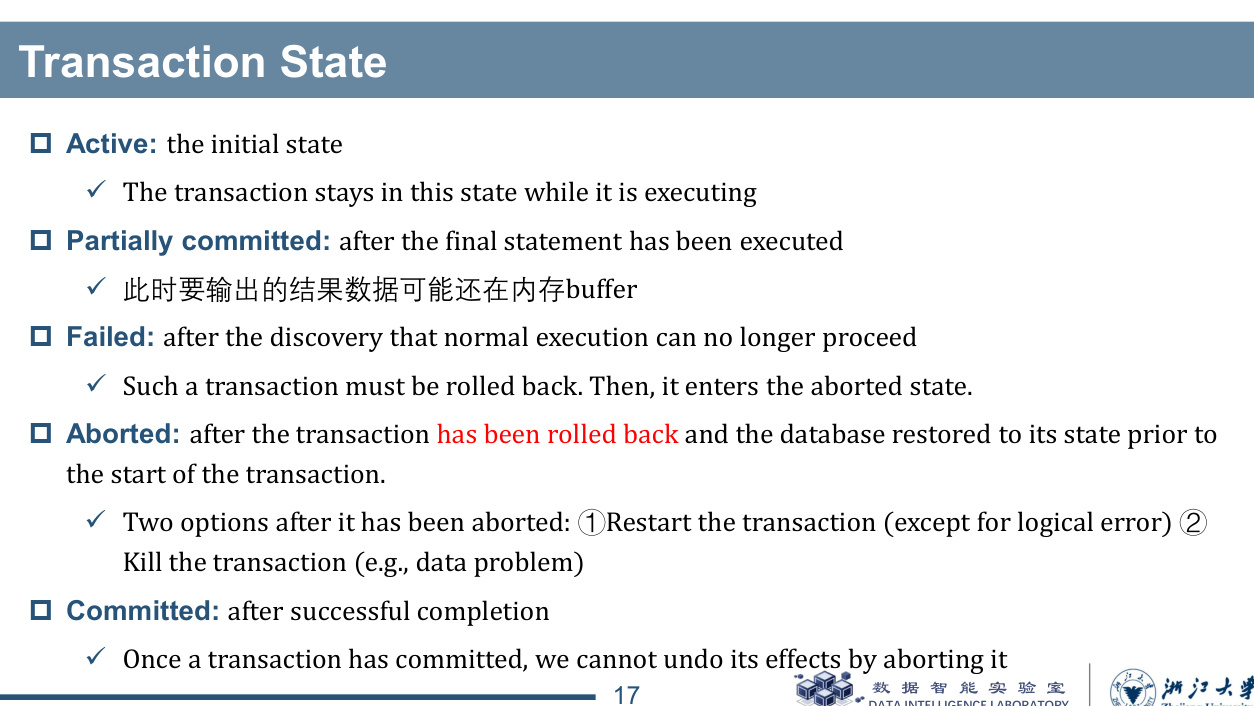 Transaction State
Active: the initial state
The transaction stays in this state while it is executing
Partially committed: after the final statement has been executed
此时要输出的结果数据可能还在内存buffer
Failed: after the discovery that normal execution can no longer proceed
Such a transaction must be rolled back. Then, it enters the aborted state.
Aborted: after the transaction has been rolled back and the database restored to its state prior to
the start of the transaction.
Two options after it has been aborted: ①Restart the transaction (except for logical error) ②
Kill the transaction (e.g., data problem)
Committed: after successful completion
Once a transaction has committed, we cannot undo its effects by aborting it
17
数据智能实验室
DATA INTELLIGENCE LABORATORY
浙江大学